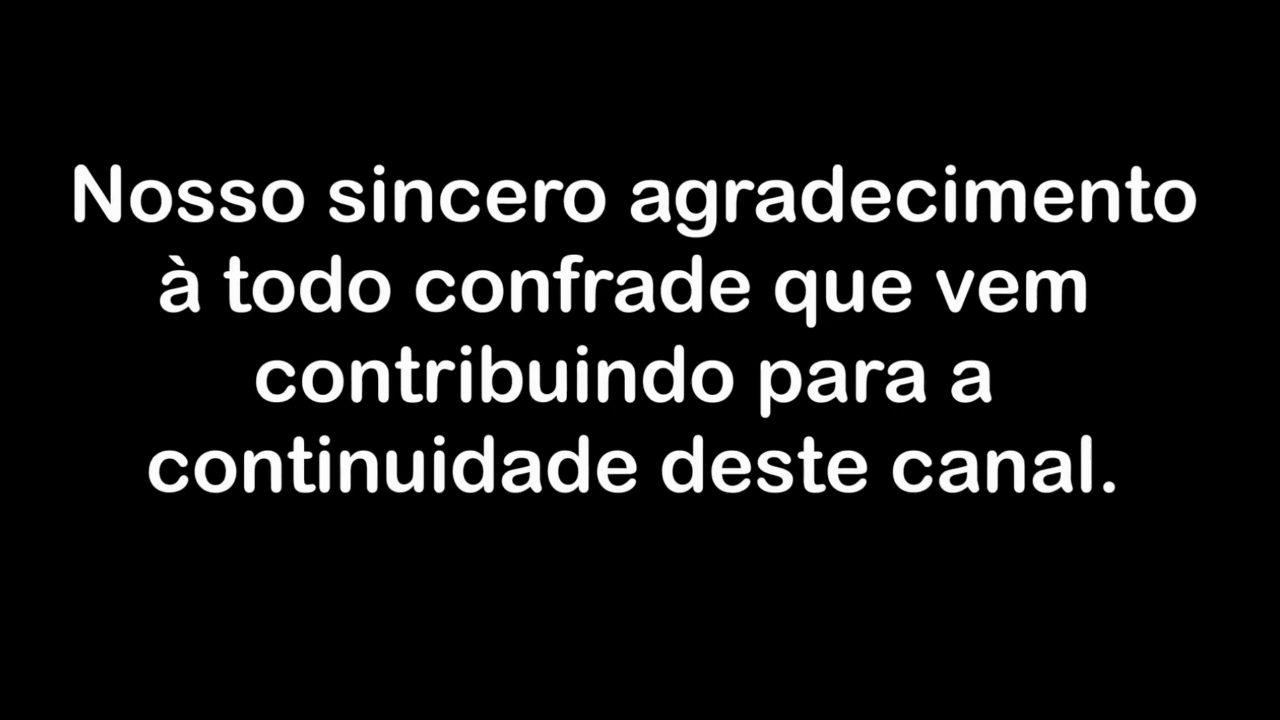 Nosso sincero agradecimento
à todo confrade que vem
contribuindo para a
continuidade deste canal.